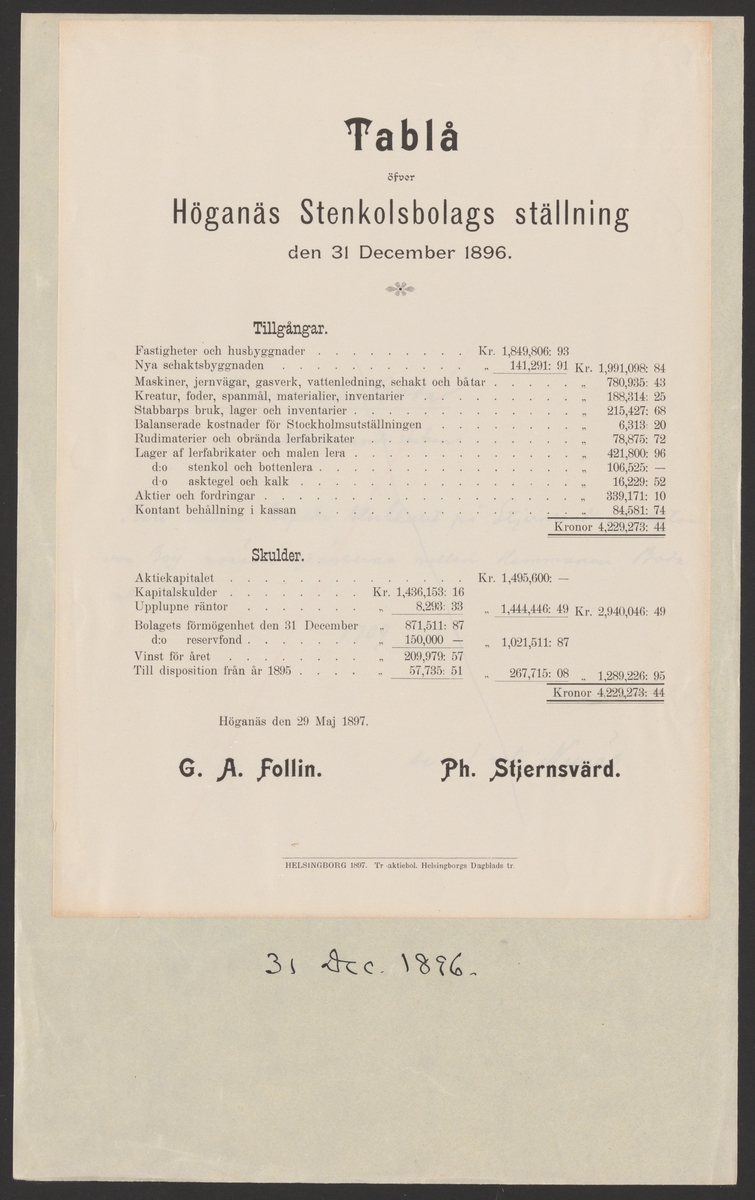 Tablå
öfver
Höganäs Stenkolsbolags ställning
den 31 December 1896.
Tillgångar.
Fastigheter och husbyggnader . . . . . . . . . Kr. 1,849,806: 93
Nya schaktsbyggnaden . . . . . . . . . . . „ 141,291: 91 Kr. 1,991,098: 84
Maskiner, jernvägar, gasverk, vattenledning, schakt och båtar . . . . . „ 780,935: 43
Kreatur, foder, spanmål, materialier, inventarier . . . . . . . . „ 188,314: 25
Stabbarps bruk, lager och inventarier . . . . . . . . . . . . „ 215,427: 68
Balanserade kostnader för Stockholmsutställningen . . . . . . . . „ 6,313: 20
Rudimaterier och obrända lerfabrikater . . . . . . . . . . . . „ 78,875: 72
Lager af lerfabrikater och malen lera . . . . . . . . . . . . „ 421,800: 96
d:o stenkol och bottenlera . . . . . . . . . . . . . . „ 106,525: —
d:o asktegel och kalk . . . . . . . . . . . . . . . „ 16,229: 52
Aktier och fordringar . . . . . . . . . . . . . . . . . „ 339,171: 10
Kontant behållning i kassan . . . . . . . . . . . . . . . „ 84,581: 74
Kronor 4,229,273: 44
Skulder.
Aktiekapitalet . . . . . . . . . . . . . . . Kr. 1,495,600: —
Kapitalskulder . . . . . . . . Kr. 1,436,153: 16
Upplupne räntor . . . . . . . „ 8,293: 33 „ 1,444,446: 49 Kr. 2,940,046: 49
Bolagets förmögenhet den 31 December „ 871,511: 87
d:o reservfond . . . . . . . „ 150,000 — „ 1,021,511: 87
Vinst för året . . . . . . . . „ 209,979: 57
Till disposition från år 1895 . . . . „ 57,735: 51 „ 267,715: 08 „ 1,289,226: 95
Kronor 4,229,273: 44
Höganäs den 29 Maj 1897.
G. A. Follin. Ph. Stjernsvärd.
HELSINGBORG 1897. Tr.-aktiebol. Helsingborgs Dagblads tr.
31 Dec. 1896.